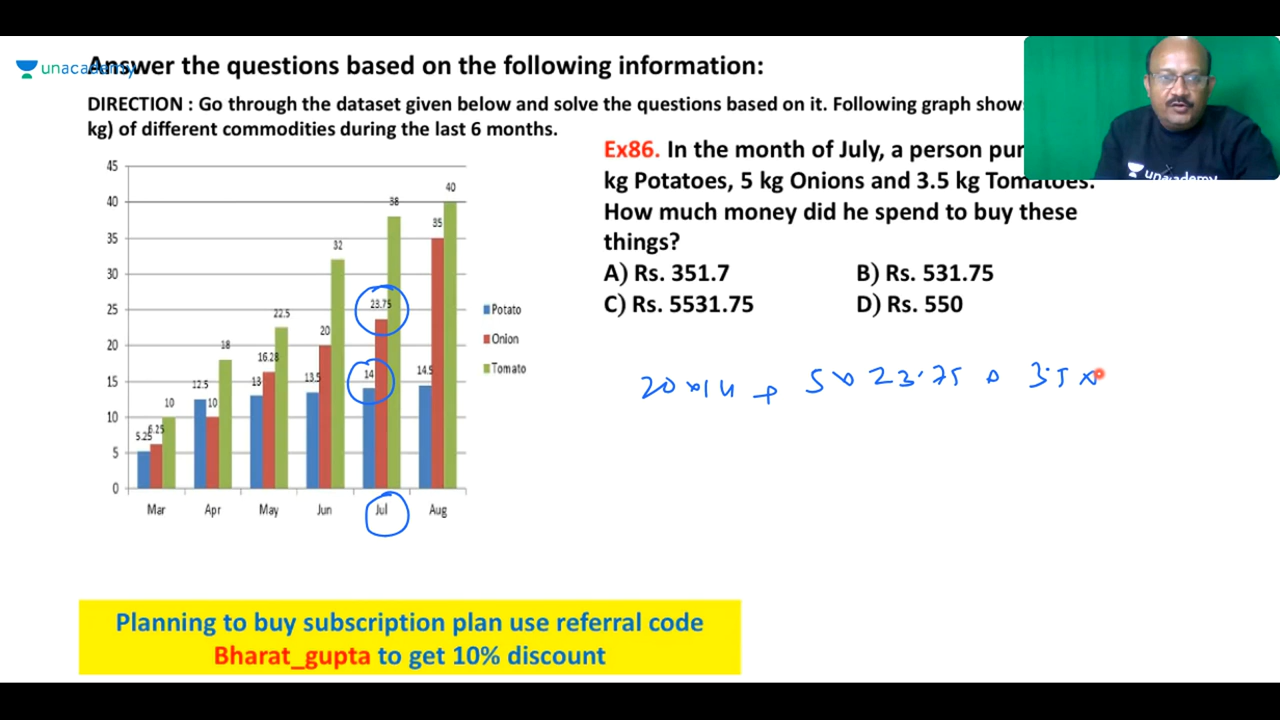 unacademy
Answer the questions based on the following information:
DIRECTION : Go through the dataset given below and solve the questions based on it. Following graph shows
kg) of different commodities during the last 6 months.
Ex86. In the month of July, a person pur
kg Potatoes, 5 kg Onions and 3.5 kg Tomatoes.
How much money did he spend to buy these
things?
A) Rs. 351.7
B) Rs. 531.75
C) Rs. 5531.75
D) Rs. 550
45
40
35
30
25
20
15
10
5
0
5.25
6.25
10
12.5
10
18
13
16.28
22.5
13.5
20
32
14
23.75
38
14.5
35
40
Mar
Apr
May
Jun
Jul
Aug
Potato
Onion
Tomato
20 × 14 + 5 × 23.75 + 3.5 ×
Planning to buy subscription plan use referral code
Bharat_gupta to get 10% discount
unacademy